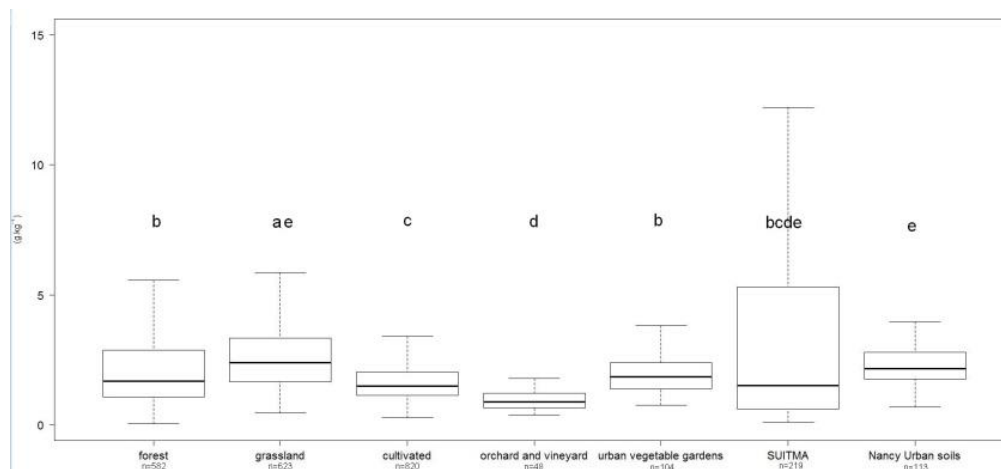 15
10
5
0
(g.kg⁻¹)
b
ae
c
d
b
bcde
e
forest
grassland
cultivated
orchard and vineyard
urban vegetable gardens
SUITMA
Nancy Urban soils
n=582
n=623
n=820
n=48
n=104
n=219
n=113